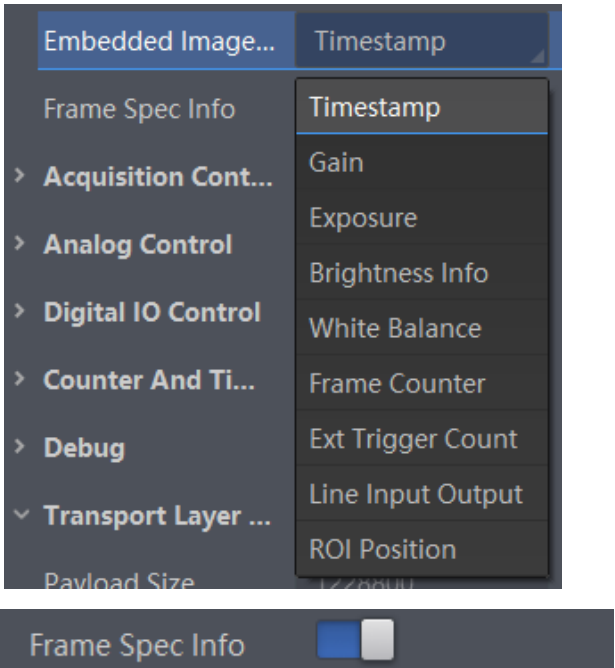 Embedded Image... Timestamp
Frame Spec Info Timestamp
Gain
Acquisition Cont...
Exposure
Analog Control
Brightness Info
Digital IO Control
White Balance
Counter And Ti... Frame Counter
Debug Ext Trigger Count
Line Input Output
Transport Layer ...
ROI Position
Payload Size 1228800
Frame Spec Info